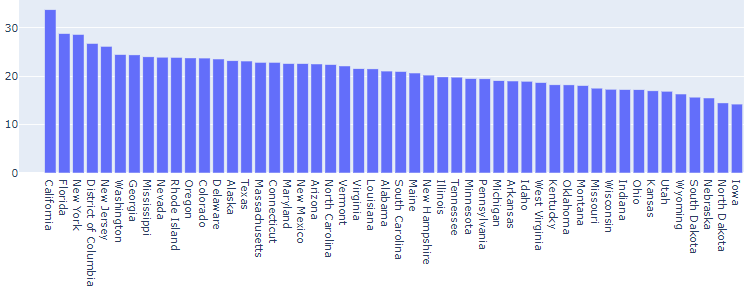 30
20
10
0
California
Florida
New York
District of Columbia
New Jersey
Washington
Georgia
Mississippi
Nevada
Rhode Island
Oregon
Colorado
Delaware
Alaska
Texas
Massachusetts
Connecticut
Maryland
New Mexico
Arizona
North Carolina
Vermont
Virginia
Louisiana
Alabama
South Carolina
Maine
New Hampshire
Illinois
Tennessee
Minnesota
Pennsylvania
Michigan
Arkansas
Idaho
West Virginia
Kentucky
Oklahoma
Montana
Missouri
Wisconsin
Indiana
Ohio
Kansas
Utah
Wyoming
South Dakota
Nebraska
North Dakota
Iowa